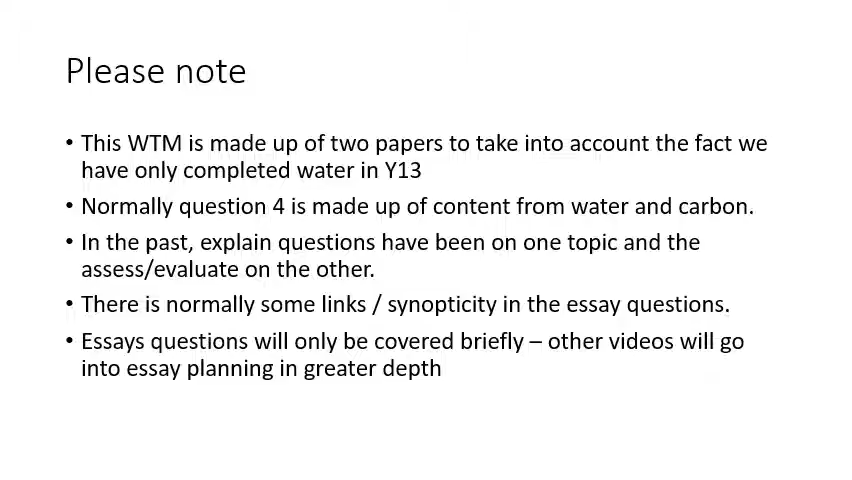 Please note
• This WTM is made up of two papers to take into account the fact we
have only completed water in Y13
• Normally question 4 is made up of content from water and carbon.
• In the past, explain questions have been on one topic and the
assess/evaluate on the other.
• There is normally some links / synopticity in the essay questions.
• Essays questions will only be covered briefly – other videos will go
into essay planning in greater depth